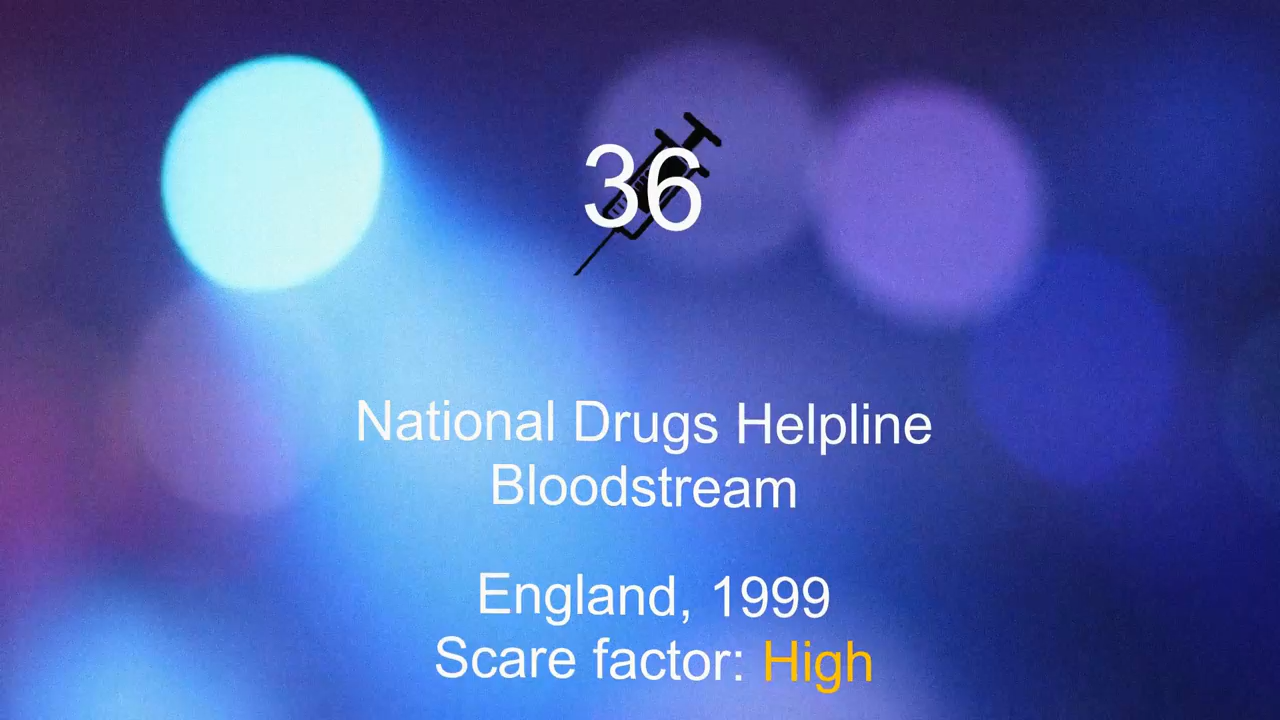 36
National Drugs Helpline
Bloodstream
England, 1999
Scare factor: High